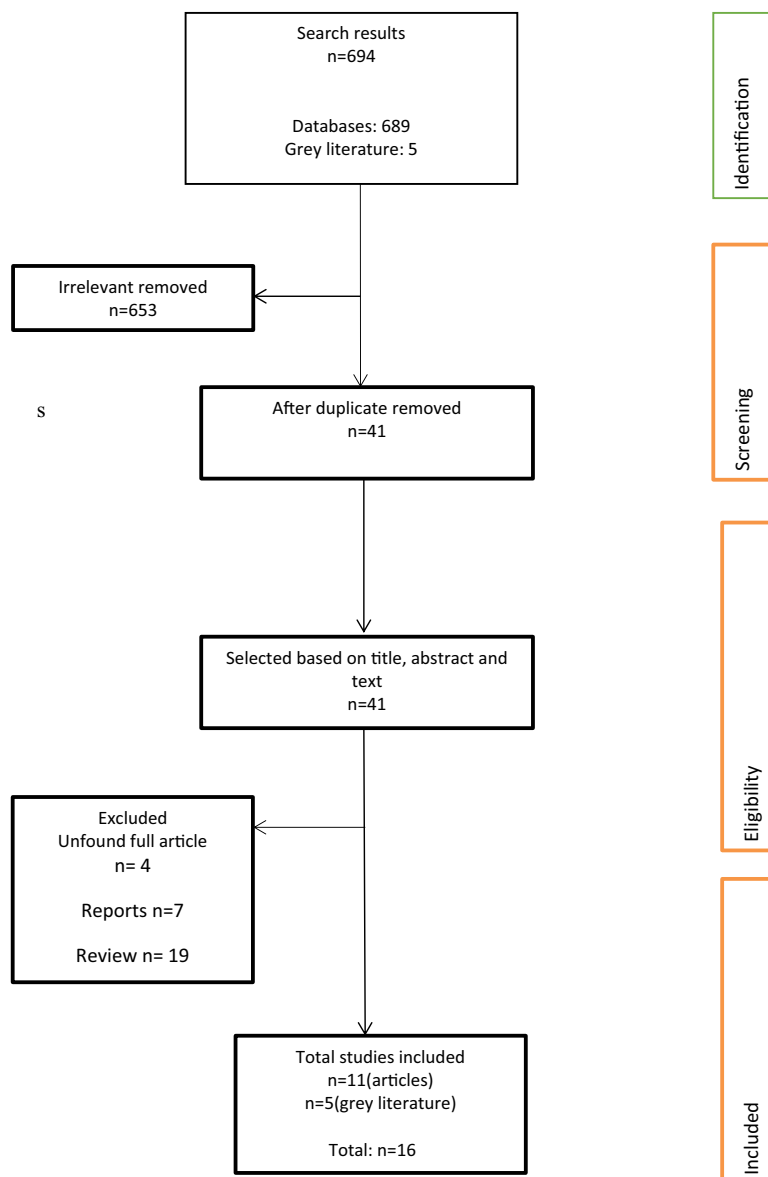 Search results
n=694
Databases: 689
Grey literature: 5
Identification
Irrelevant removed
n=653
s
After duplicate removed
n=41
Screening
Selected based on title, abstract and
text
n=41
Eligibility
Excluded
Unfound full article
n= 4
Reports n=7
Review n= 19
Total studies included
n=11(articles)
n=5(grey literature)
Total: n=16
Included